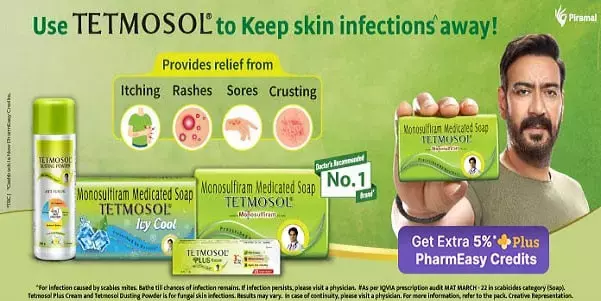 Use TETMOSOL® to Keep skin infections^ away!
Piramal
Provides relief from
Itching Rashes Sores Crusting
TETMOSOL
DUSTING POWDER
Monosulfiram Medicated Soap
TETMOSOL
Icy Cool
Monosulfiram Medicated Soap
TETMOSOL®
Monosulfiram
TETMOSOL
PLUS
Doctor's Recommended
No.1
Brand#
Monosulfiram Medicated Soap
TETMOSOL®
Monosulfiram
Get Extra 5%* Plus
PharmEasy Credits
^For infection caused by scabies mites. Bathe till chances of infection remains. If infection persists, please visit a physician. #As per IQVIA prescription audit MAT MARCH - 22 in scabicides category (Soap).
Tetmosol Plus Cream and Tetmosol Dusting Powder is for fungal skin infections. Results may vary. In case of continuity, please visit a physician. For more information, refer to the pack. Creative Representation.